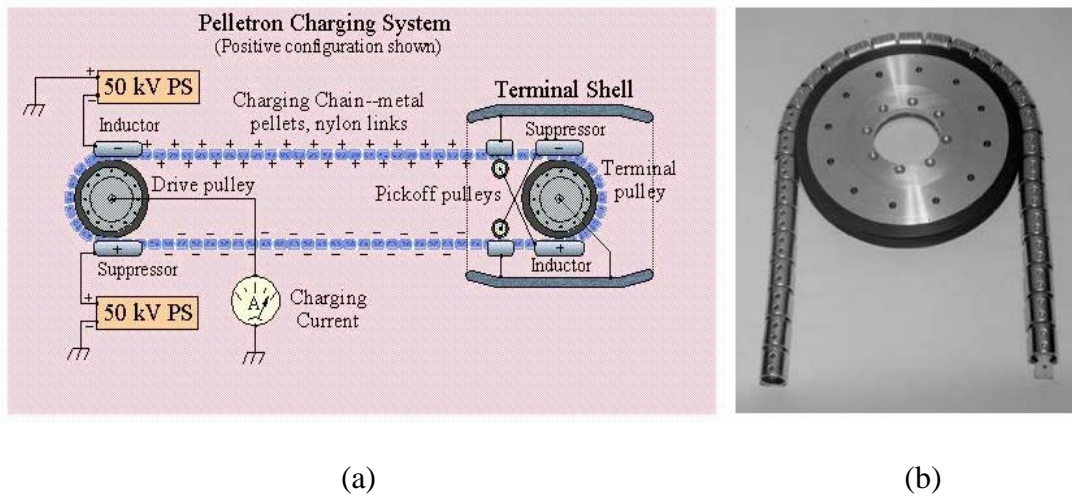 Pelletron Charging System
(Positive configuration shown)
+
50 kV PS
−
Terminal Shell
Charging Chain--metal
pellets, nylon links
Inductor
Suppressor
−
+ + + + + + + + + + + +
−
Drive pulley
Pickoff pulleys
Terminal
pulley
+
− − − − − − − − − −
+
Suppressor
Inductor
+
50 kV PS
−
A
Charging
Current
(a)
(b)